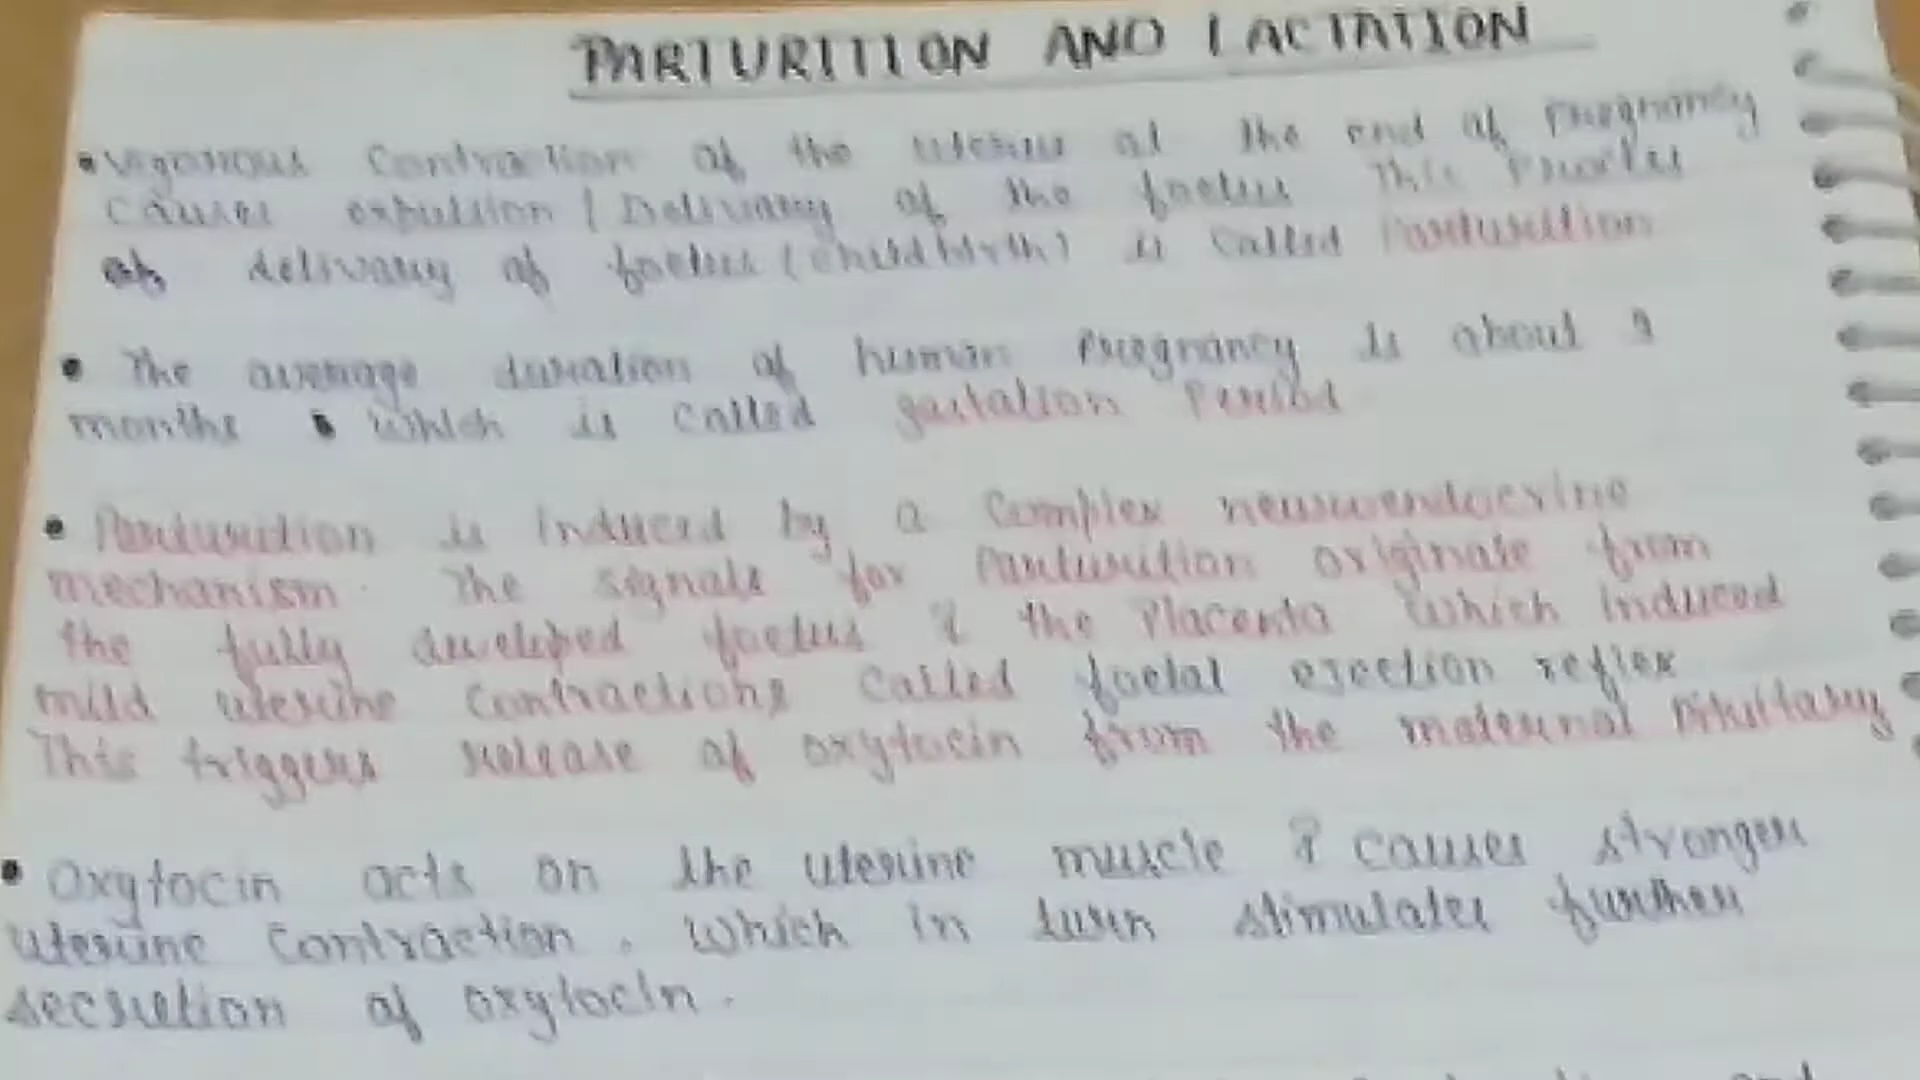 PARTURITION AND LACTATION
• Vigorous Contraction of the uterus at the end of Pregnancy
causes expulsion / Delivary of the foetus This Process
of delivary of foetus (childbirth) is called Parturition
• The average duration of human Pregnancy is about 9
months which is called gastation Period
• Parturition is induced by a Complex neuroendocrine
mechanism. The signals for Parturition originate from
the fully developed foetus & the Placenta which induced
mild uterine Contractions called foetal ejection reflex
This triggers release of oxytocin from the maternal Pituitary
• Oxytocin acts on the uterine muscle & causes stronger
uterine Contraction. which in turn stimulates further
secretion of oxytocin.
and